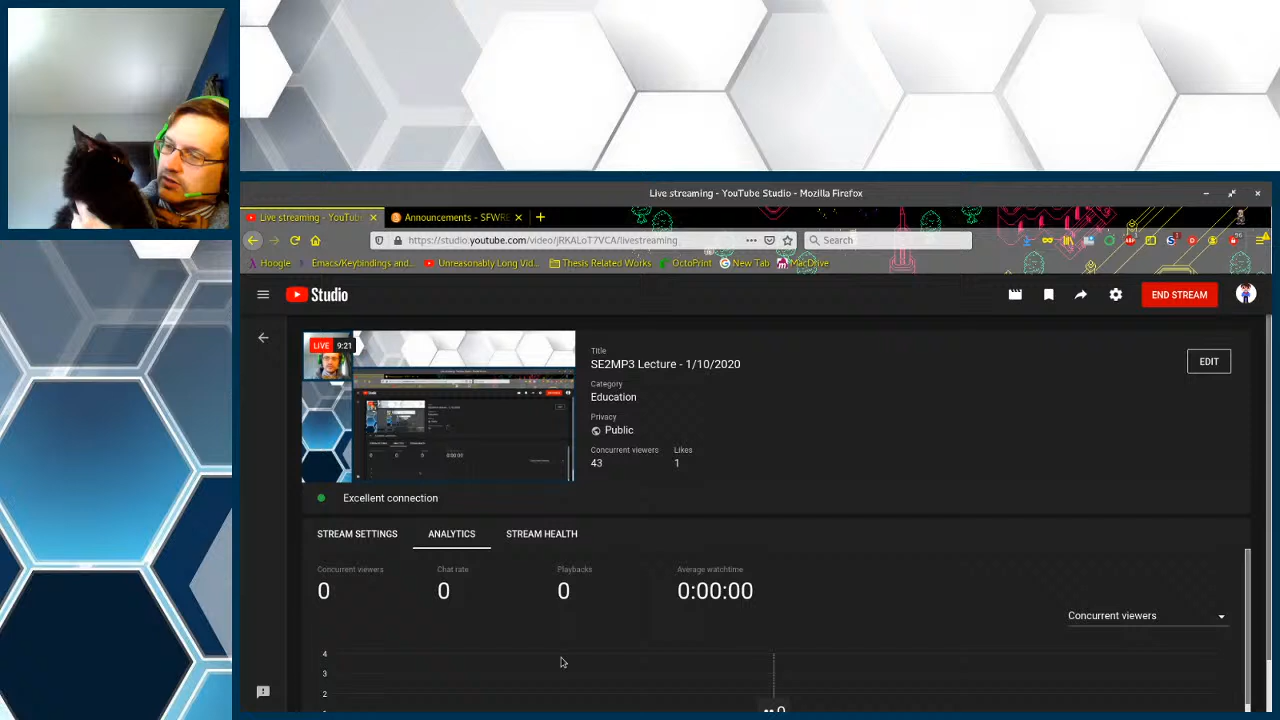 Live streaming - YouTube Studio - Mozilla Firefox
Live streaming - YouTub
Announcements - SFWRE
https://studio.youtube.com/video/jRKALoT7VCA/livestreaming
Search
Hoogle
Emacs/Keybindings and...
Unreasonably Long Vid...
Thesis Related Works
OctoPrint
New Tab
MacDrive
Studio
END STREAM
LIVE 9:21
Title
SE2MP3 Lecture - 1/10/2020
EDIT
Category
Education
Privacy
Public
Concurrent viewers
Likes
43
1
Excellent connection
STREAM SETTINGS
ANALYTICS
STREAM HEALTH
Concurrent viewers
Chat rate
Playbacks
Average watchtime
0
0
0
0:00:00
Concurrent viewers
4
3
2